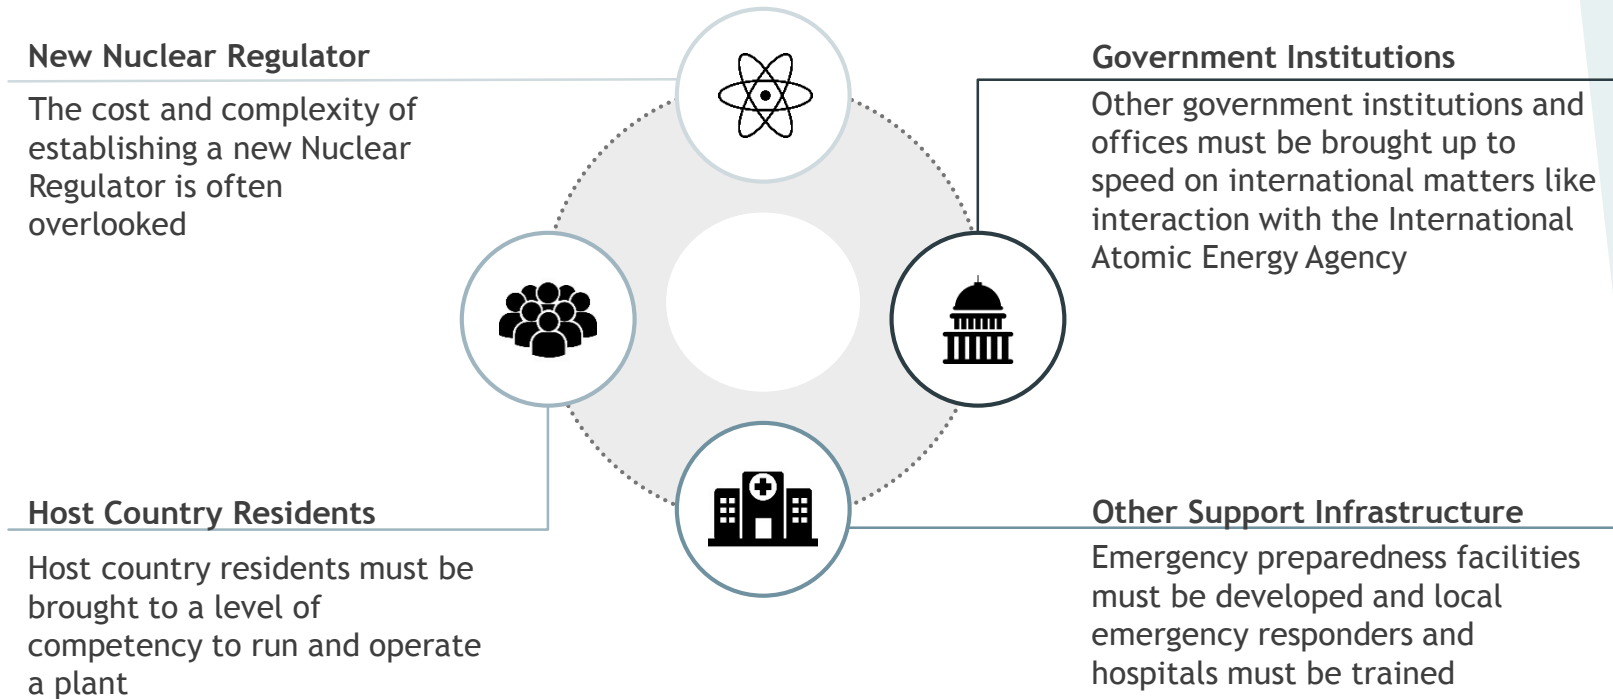 New Nuclear Regulator
The cost and complexity of
establishing a new Nuclear
Regulator is often
overlooked
Government Institutions
Other government institutions and
offices must be brought up to
speed on international matters like
interaction with the International
Atomic Energy Agency
Host Country Residents
Host country residents must be
brought to a level of
competency to run and operate
a plant
Other Support Infrastructure
Emergency preparedness facilities
must be developed and local
emergency responders and
hospitals must be trained